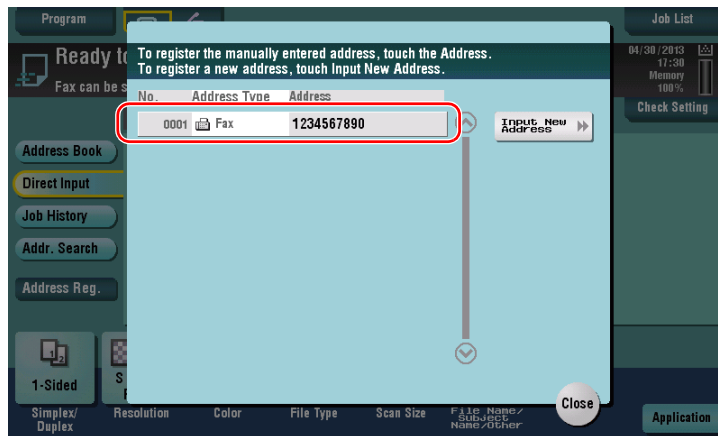 Program
Job List
Ready to
Fax can be s
04/30/2013
17:30
Memory
100%
Check Setting
To register the manually entered address, touch the Address.
To register a new address, touch Input New Address.
No. Address Type Address
0001 Fax 1234567890
Input New
Address
Address Book
Direct Input
Job History
Addr. Search
Address Reg.
1-Sided
S
Close
Simplex/
Duplex
Resolution
Color
File Type
Scan Size
File Name/
Subject
Name/Other
Application